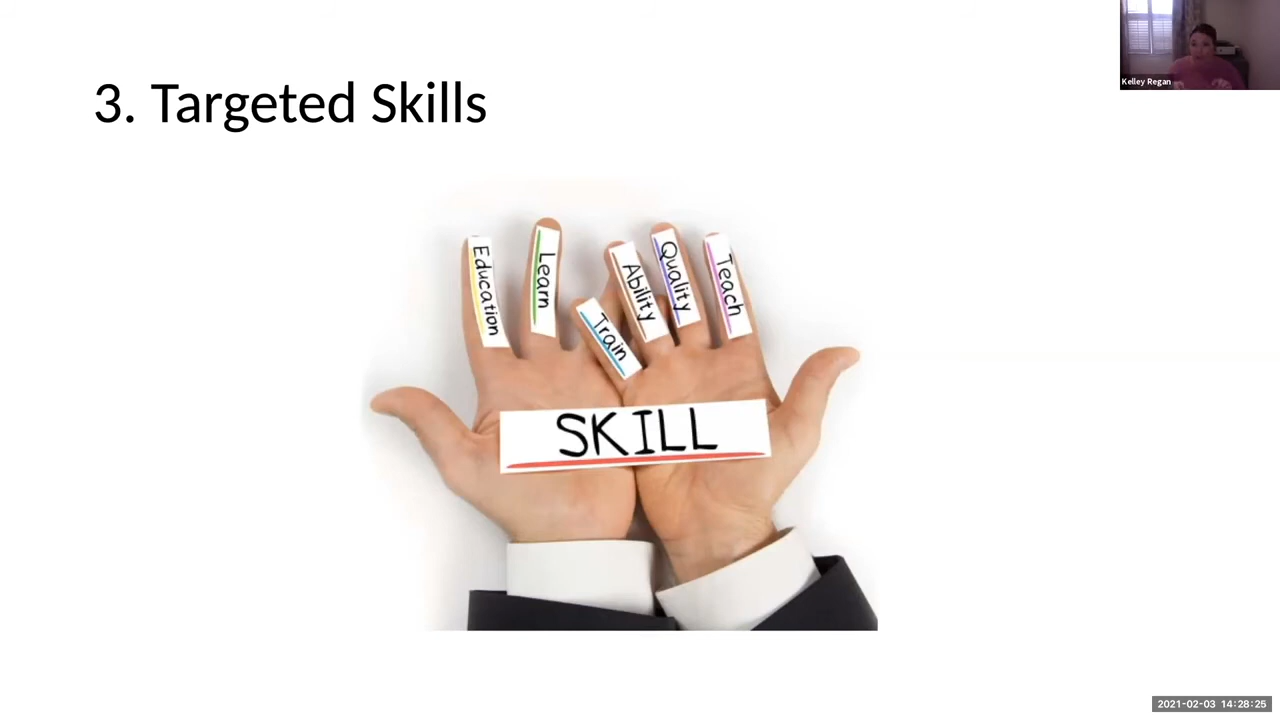 3. Targeted Skills
Kelley Regan
Education
Learn
Train
Ability
Quality
Teach
SKILL
2021-02-03 14:28:25